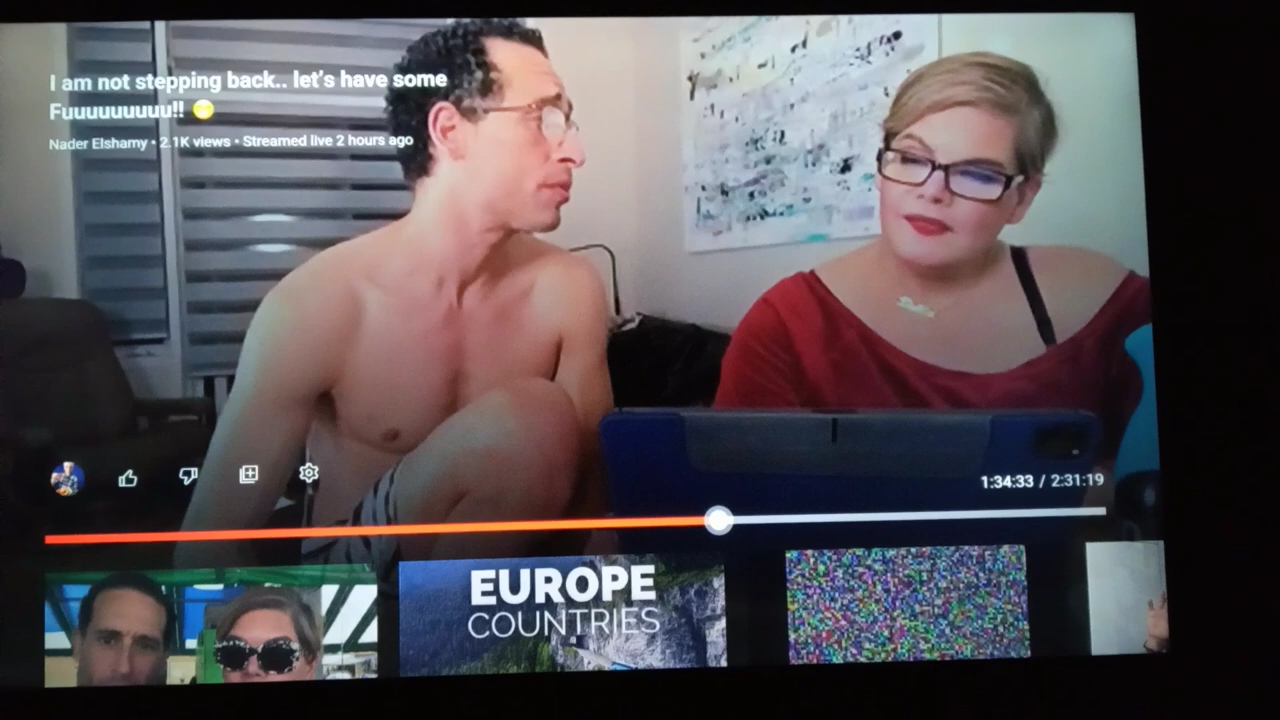 I am not stepping back.. let's have some
Fuuuuuuuuu!! 😁
Nader Elshamy • 2.1K views • Streamed live 2 hours ago
1:34:33 / 2:31:19
EUROPE
COUNTRIES